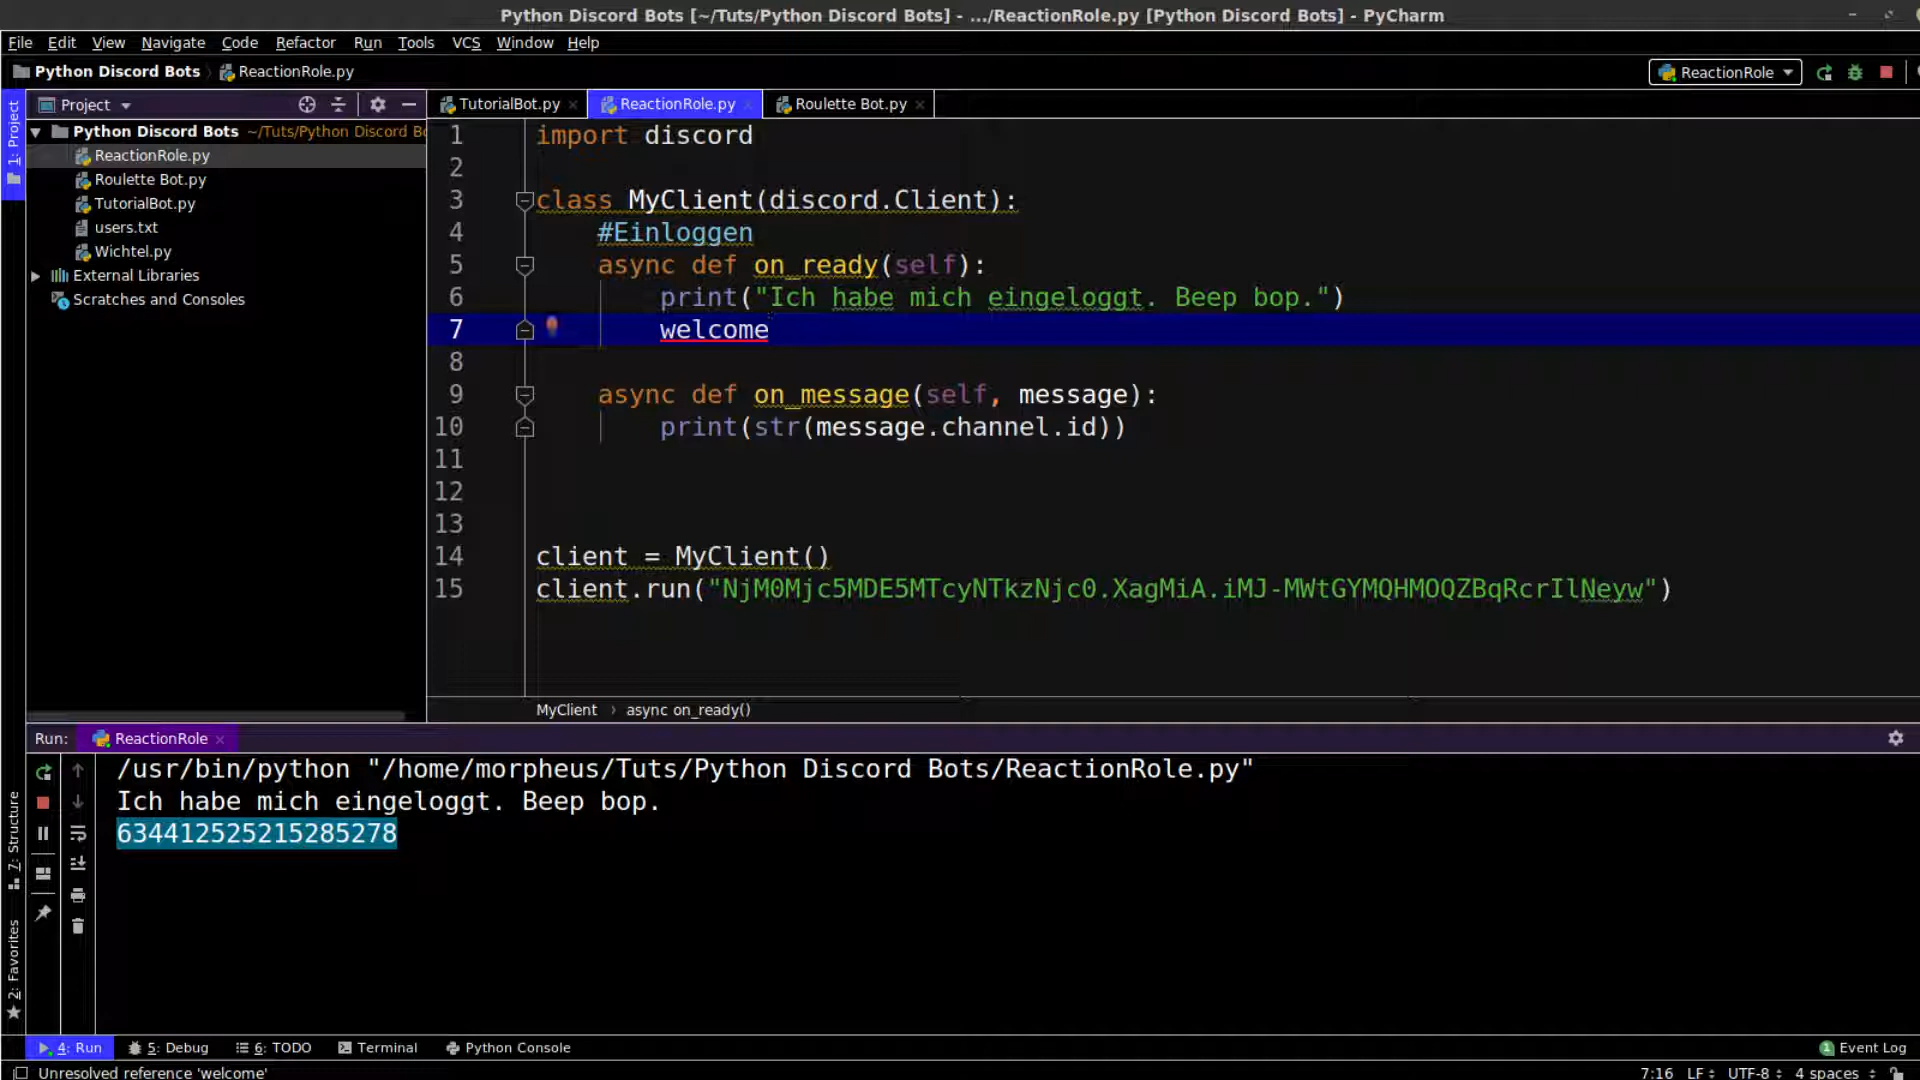 Python Discord Bots [~/Tuts/Python Discord Bots] - .../ReactionRole.py [Python Discord Bots] - PyCharm
File Edit View Navigate Code Refactor Run Tools VCS Window Help
Python Discord Bots ReactionRole.py ReactionRole
Project TutorialBot.py ReactionRole.py Roulette Bot.py
1: Project
Python Discord Bots ~/Tuts/Python Discord Bo
ReactionRole.py
Roulette Bot.py
TutorialBot.py
users.txt
Wichtel.py
External Libraries
Scratches and Consoles
1 import discord
2
3 class MyClient(discord.Client):
4 #Einloggen
5 async def on_ready(self):
6 print("Ich habe mich eingeloggt. Beep bop.")
7 welcome
8
9 async def on_message(self, message):
10 print(str(message.channel.id))
11
12
13
14 client = MyClient()
15 client.run("NjM0Mjc5MDE5MTcyNTkzNjc0.XagMiA.iMJ-MWtGYMQHMOQZBqRcrIlNeyw")
MyClient › async on_ready()
Run: ReactionRole
/usr/bin/python "/home/morpheus/Tuts/Python Discord Bots/ReactionRole.py"
Ich habe mich eingeloggt. Beep bop.
634412525215285278
7: Structure
2: Favorites
4: Run 5: Debug 6: TODO Terminal Python Console 1 Event Log
Unresolved reference 'welcome' 7:16 LF UTF-8 4 spaces